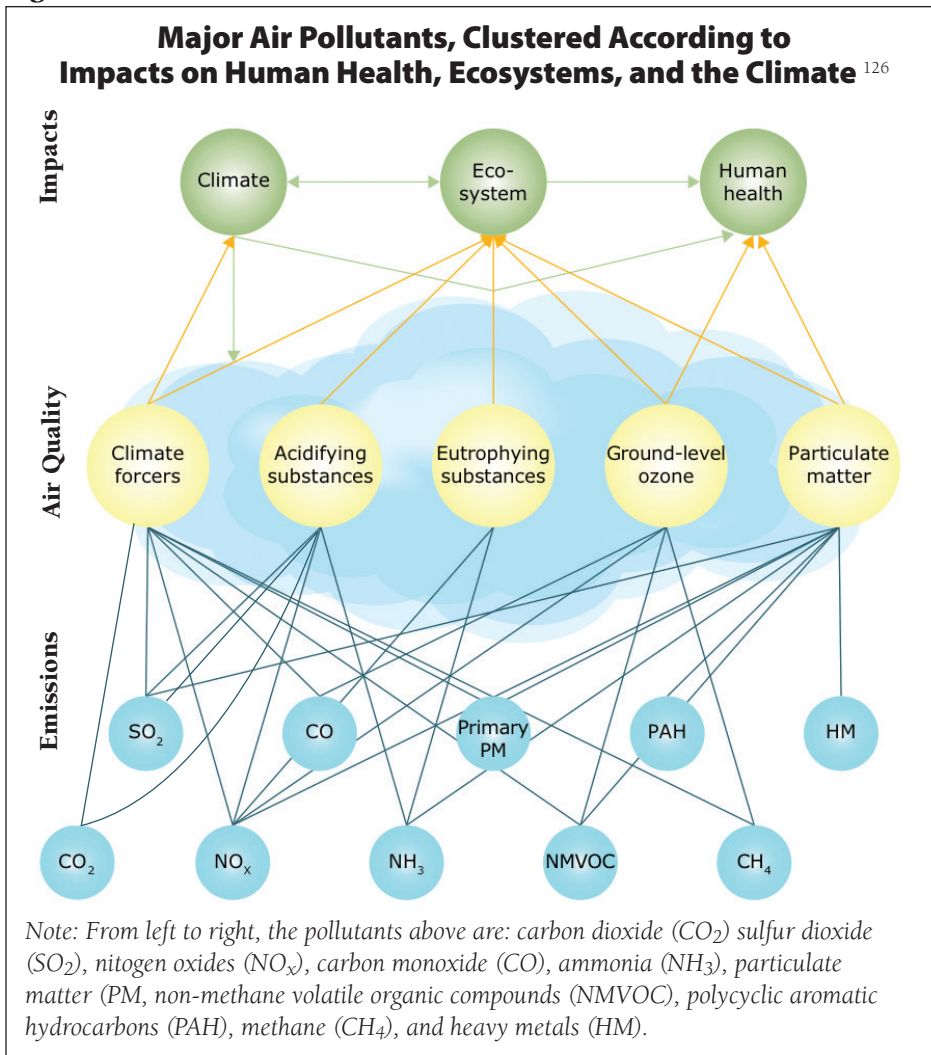 Major Air Pollutants, Clustered According to
Impacts on Human Health, Ecosystems, and the Climate 126
Impacts
Climate
Eco-
system
Human
health
Air Quality
Climate
forcers
Acidifying
substances
Eutrophying
substances
Ground-level
ozone
Particulate
matter
Emissions
SO₂
CO
Primary
PM
PAH
HM
CO₂
NOₓ
NH₃
NMVOC
CH₄
Note: From left to right, the pollutants above are: carbon dioxide (CO₂) sulfur dioxide
(SO₂), nitogen oxides (NOₓ), carbon monoxide (CO), ammonia (NH₃), particulate
matter (PM, non-methane volatile organic compounds (NMVOC), polycyclic aromatic
hydrocarbons (PAH), methane (CH₄), and heavy metals (HM).